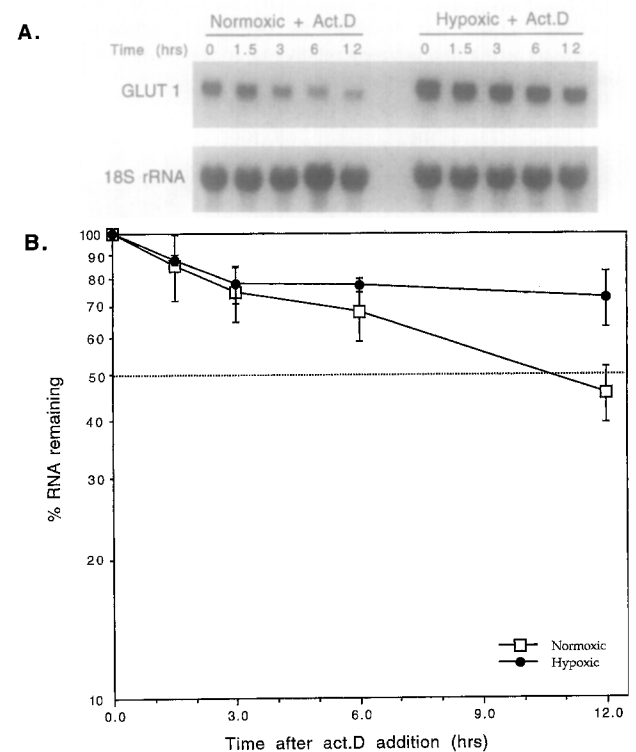 A.
Normoxic + Act.D Hypoxic + Act.D
Time (hrs) 0 1.5 3 6 12 0 1.5 3 6 12
GLUT 1
18S rRNA
B.
100
90
80
70
60
50
40
30
20
10
% RNA remaining
0.0 3.0 6.0 9.0 12.0
Time after act.D addition (hrs)
Normoxic
Hypoxic